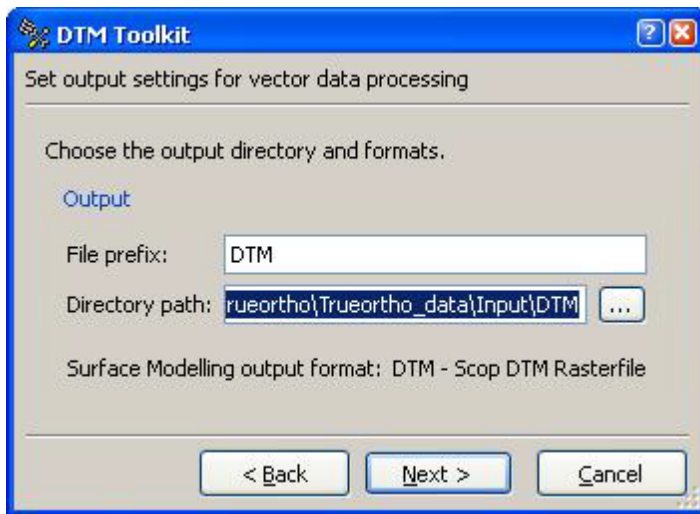 DTM Toolkit
Set output settings for vector data processing
Choose the output directory and formats.
Output
File prefix: DTM
Directory path: rueortho\Trueortho_data\Input\DTM ...
Surface Modelling output format: DTM - Scop DTM Rasterfile
< Back Next > Cancel